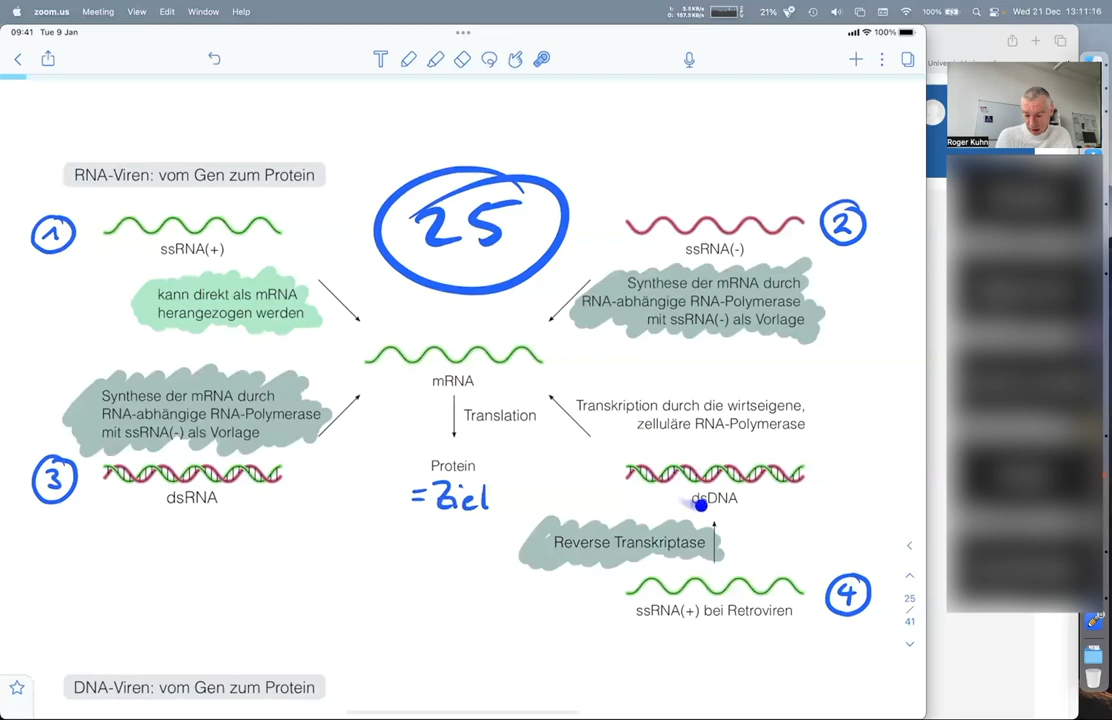 zoom.us Meeting View Edit Window Help
21% 100% Wed 21 Dec 13:11:16
09:41 Tue 9 Jan
100%
Roger Kuhn
RNA-Viren: vom Gen zum Protein
25
1
ssRNA(+)
2
ssRNA(-)
kann direkt als mRNA
herangezogen werden
Synthese der mRNA durch
RNA-abhängige RNA-Polymerase
mit ssRNA(-) als Vorlage
mRNA
Synthese der mRNA durch
RNA-abhängige RNA-Polymerase
mit ssRNA(-) als Vorlage
Translation
Transkription durch die wirtseigene,
zelluläre RNA-Polymerase
Protein
= Ziel
3
dsRNA
dsDNA
Reverse Transkriptase
4
ssRNA(+) bei Retroviren
25
/
41
DNA-Viren: vom Gen zum Protein